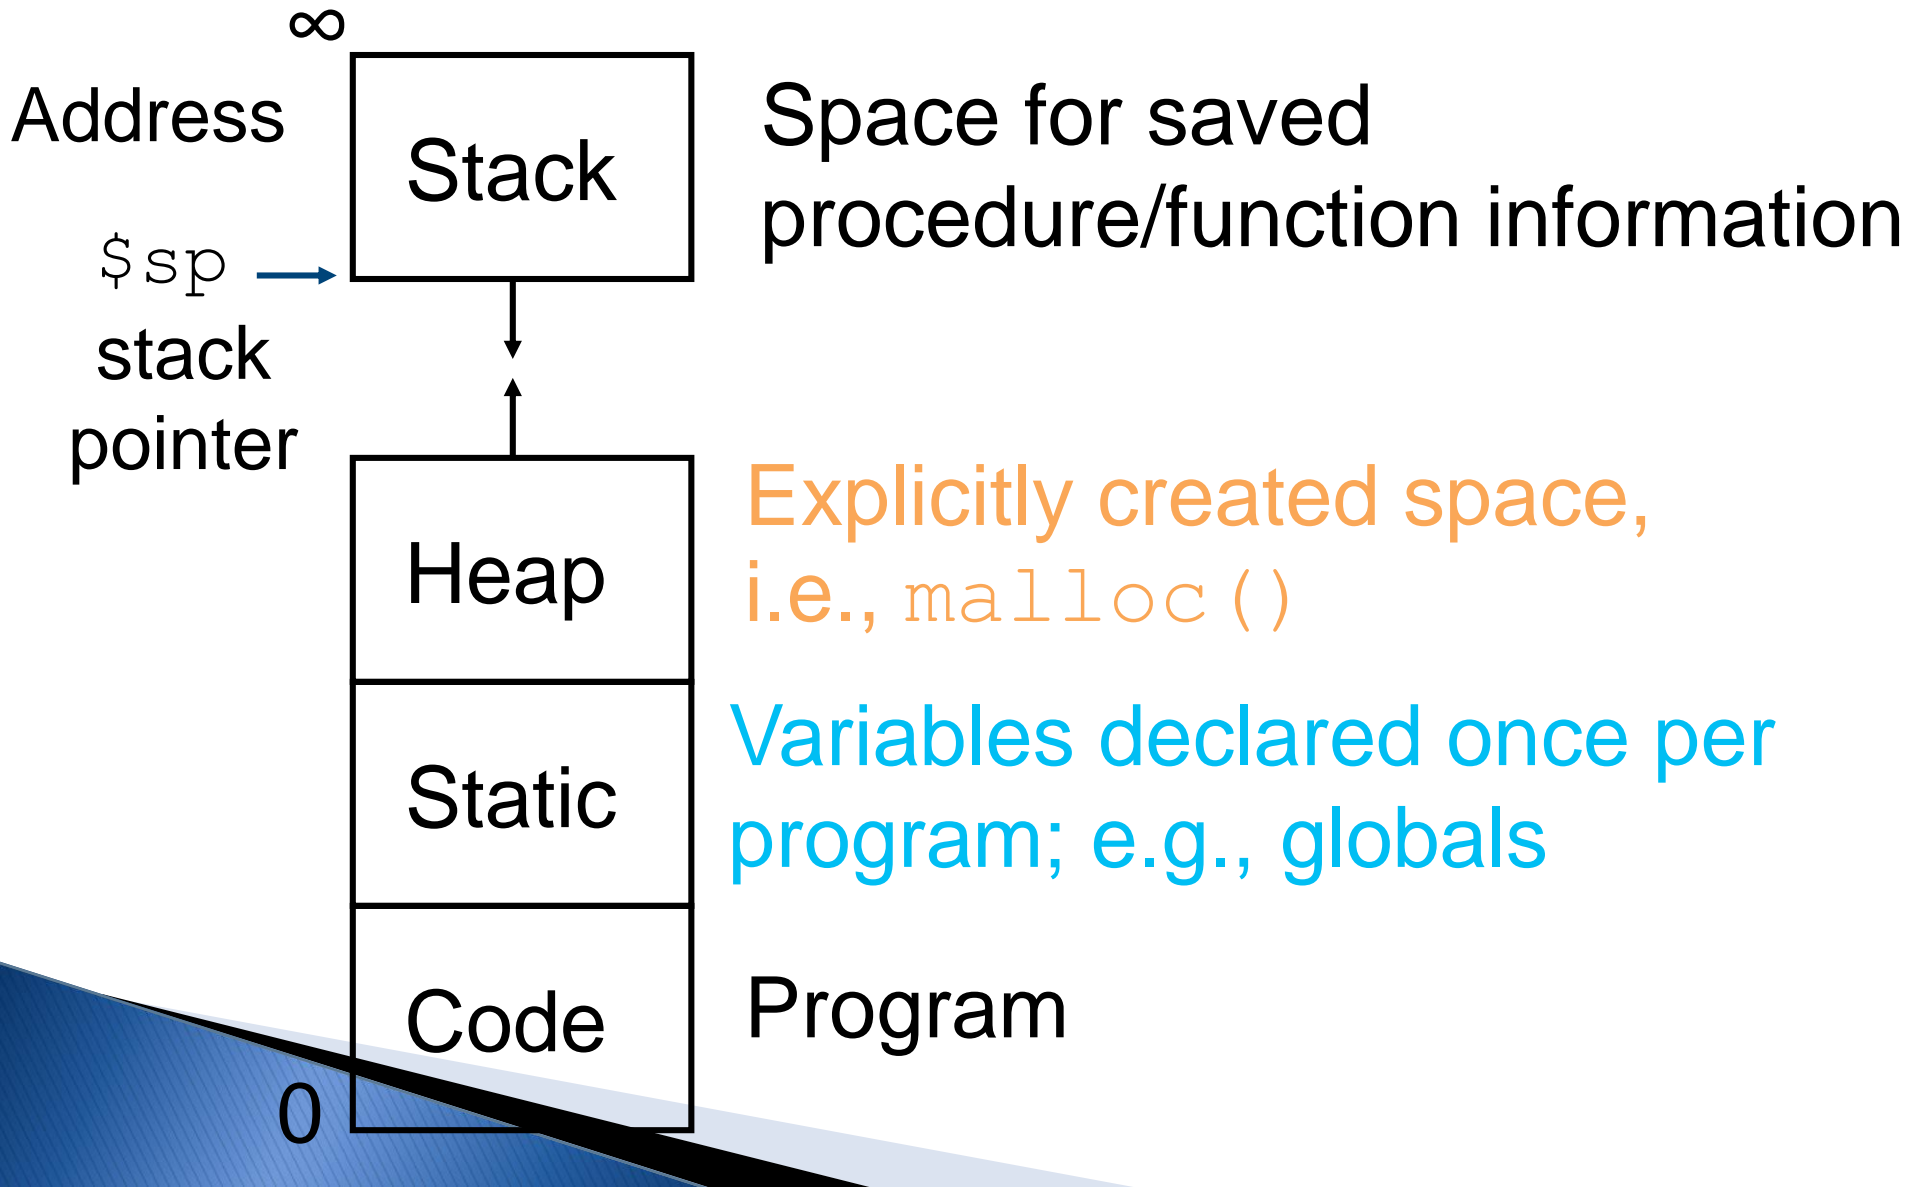 ∞
Address
Stack
Space for saved
procedure/function information
$sp
stack
pointer
Heap
Explicitly created space,
i.e., malloc()
Static
Variables declared once per
program; e.g., globals
Code
Program
0